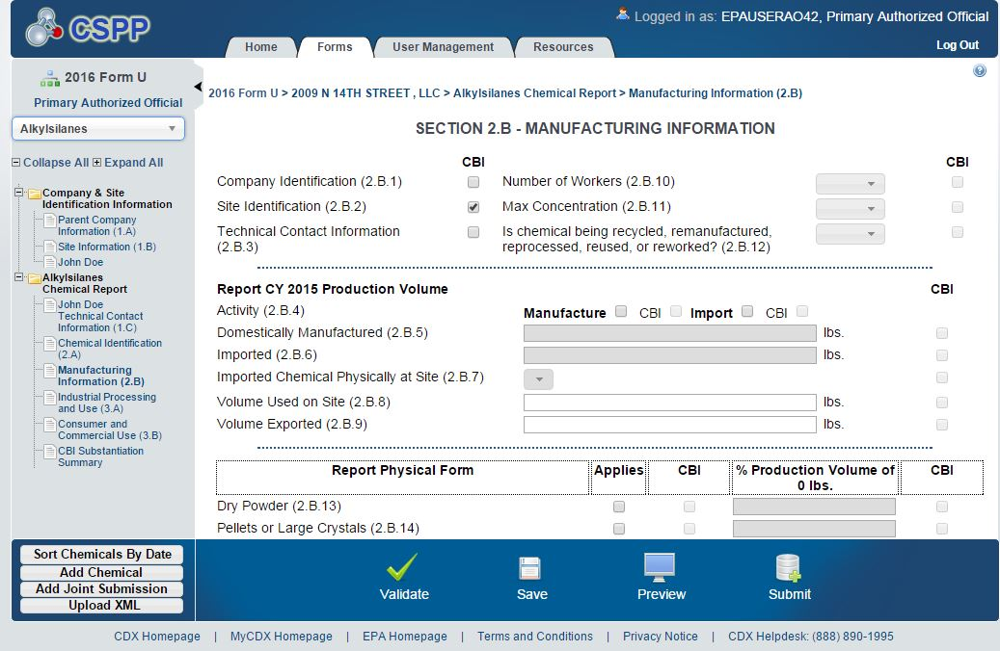 CSPP
Logged in as: EPAUSERAO42, Primary Authorized Official
Home
Forms
User Management
Resources
Log Out
2016 Form U
Primary Authorized Official
Alkylsilanes
Collapse All Expand All
Company & Site
Identification Information
Parent Company
Information (1.A)
Site Information (1.B)
John Doe
Alkylsilanes
Chemical Report
John Doe
Technical Contact
Information (1.C)
Chemical Identification
(2.A)
Manufacturing
Information (2.B)
Industrial Processing
and Use (3.A)
Consumer and
Commercial Use (3.B)
CBI Substantiation
Summary
Sort Chemicals By Date
Add Chemical
Add Joint Submission
Upload XML
?
2016 Form U > 2009 N 14TH STREET , LLC > Alkylsilanes Chemical Report > Manufacturing Information (2.B)
SECTION 2.B - MANUFACTURING INFORMATION
CBI CBI
Company Identification (2.B.1) Number of Workers (2.B.10)
Site Identification (2.B.2) Max Concentration (2.B.11)
Technical Contact Information Is chemical being recycled, remanufactured,
(2.B.3) reprocessed, reused, or reworked? (2.B.12)
Report CY 2015 Production Volume CBI
Activity (2.B.4) Manufacture CBI Import CBI
Domestically Manufactured (2.B.5) lbs.
Imported (2.B.6) lbs.
Imported Chemical Physically at Site (2.B.7)
Volume Used on Site (2.B.8) lbs.
Volume Exported (2.B.9) lbs.
Report Physical Form Applies CBI % Production Volume of CBI
0 lbs.
Dry Powder (2.B.13)
Pellets or Large Crystals (2.B.14)
Validate
Save
Preview
Submit
CDX Homepage | MyCDX Homepage | EPA Homepage | Terms and Conditions | Privacy Notice | CDX Helpdesk: (888) 890-1995